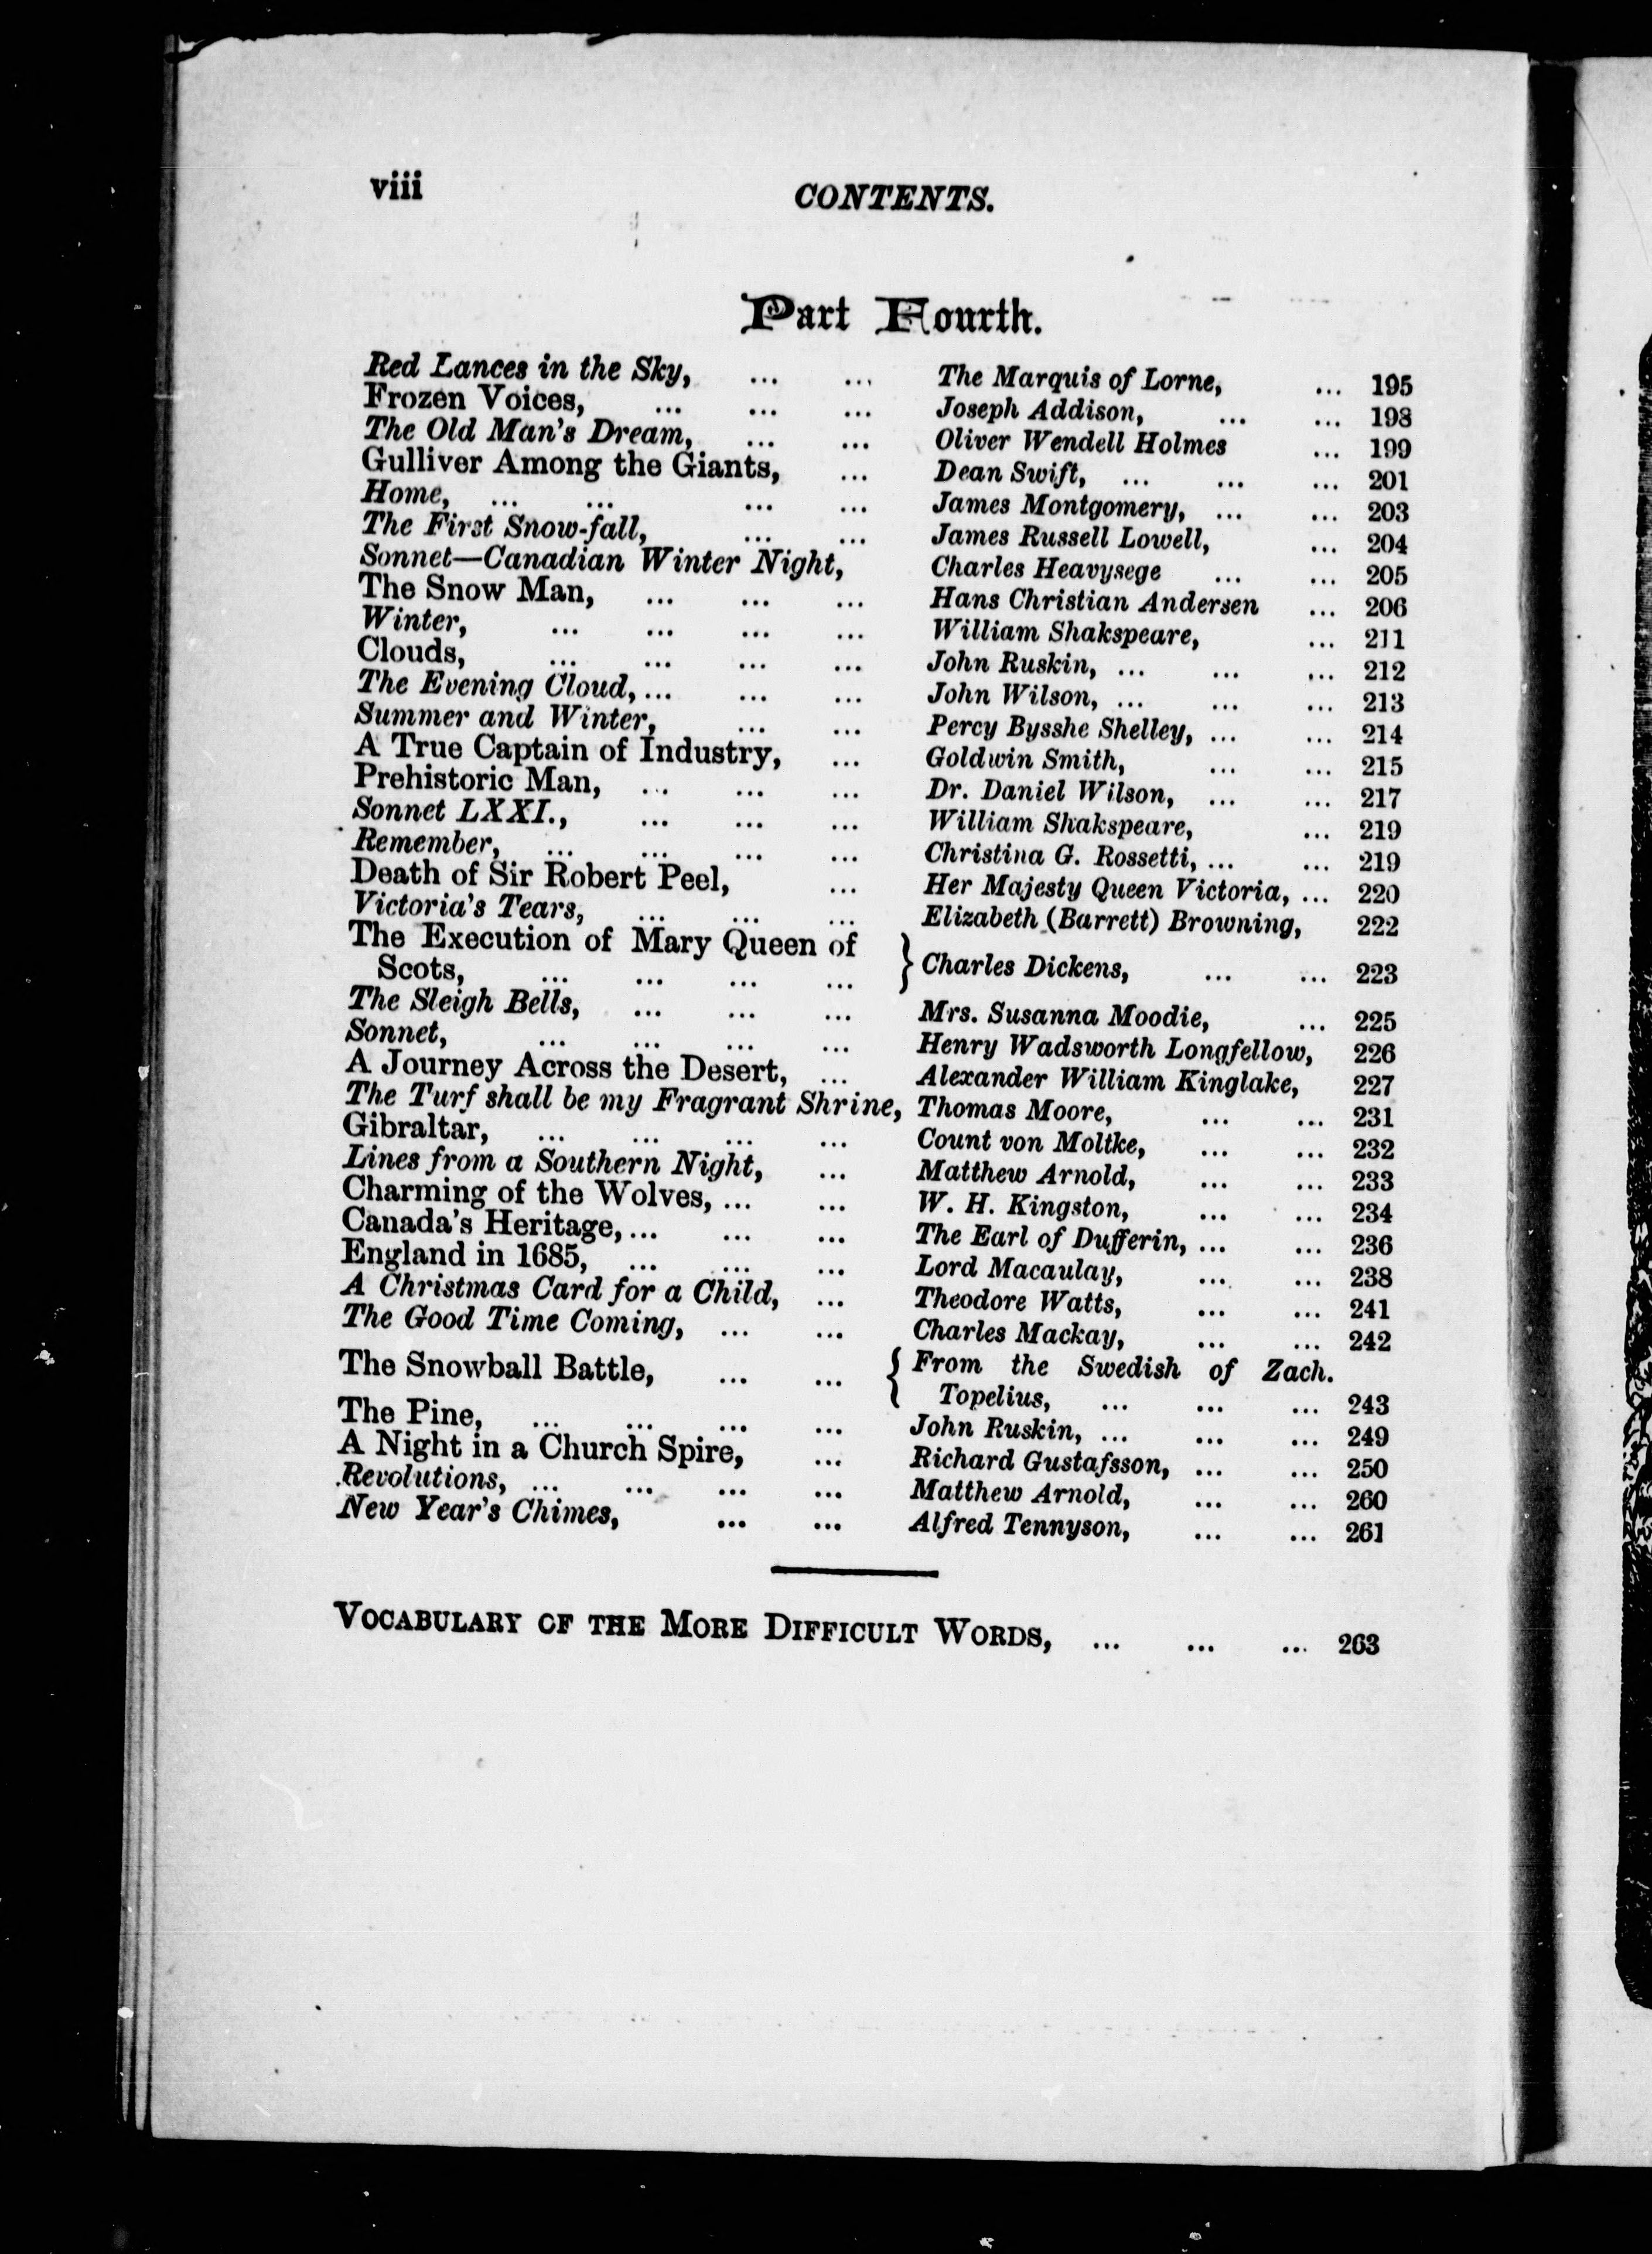 viii
CONTENTS.
Part Fourth.
Red Lances in the Sky, ... ... The Marquis of Lorne, ... 195
Frozen Voices, ... ... ... Joseph Addison, ... ... 198
The Old Man's Dream, ... ... Oliver Wendell Holmes ... 199
Gulliver Among the Giants, ... Dean Swift, ... ... ... 201
Home, ... ... ... ... James Montgomery, ... ... 203
The First Snow-fall, ... ... James Russell Lowell, ... 204
Sonnet—Canadian Winter Night, Charles Heavysege ... ... 205
The Snow Man, ... ... ... Hans Christian Andersen ... 206
Winter, ... ... ... ... William Shakspeare, ... 211
Clouds, ... ... ... ... John Ruskin, ... ... ... 212
The Evening Cloud, ... ... ... John Wilson, ... ... ... 213
Summer and Winter, ... ... Percy Bysshe Shelley, ... ... 214
A True Captain of Industry, ... Goldwin Smith, ... ... 215
Prehistoric Man, ... ... ... Dr. Daniel Wilson, ... ... 217
Sonnet LXXI., ... ... ... William Shakspeare, ... 219
Remember, ... ... ... ... Christina G. Rossetti, ... ... 219
Death of Sir Robert Peel, ... Her Majesty Queen Victoria, ... 220
Victoria's Tears, ... ... ... Elizabeth (Barrett) Browning, 222
The Execution of Mary Queen of
Scots, ... ... ... ... } Charles Dickens, ... ... 223
The Sleigh Bells, ... ... ... Mrs. Susanna Moodie, ... 225
Sonnet, ... ... ... ... Henry Wadsworth Longfellow, 226
A Journey Across the Desert, ... Alexander William Kinglake, 227
The Turf shall be my Fragrant Shrine, Thomas Moore, ... ... 231
Gibraltar, ... ... ... ... Count von Moltke, ... ... 232
Lines from a Southern Night, ... Matthew Arnold, ... ... 233
Charming of the Wolves, ... ... W. H. Kingston, ... ... 234
Canada's Heritage, ... ... ... The Earl of Dufferin, ... ... 236
England in 1685, ... ... ... Lord Macaulay, ... ... 238
A Christmas Card for a Child, ... Theodore Watts, ... ... 241
The Good Time Coming, ... ... Charles Mackay, ... ... 242
The Snowball Battle, ... ... { From the Swedish of Zach.
Topelius, ... ... ... 243
The Pine, ... ... ... ... John Ruskin, ... ... ... 249
A Night in a Church Spire, ... Richard Gustafsson, ... ... 250
Revolutions, ... ... ... ... Matthew Arnold, ... ... 260
New Year's Chimes, ... ... Alfred Tennyson, ... ... 261
VOCABULARY OF THE MORE DIFFICULT WORDS, ... ... ... 263